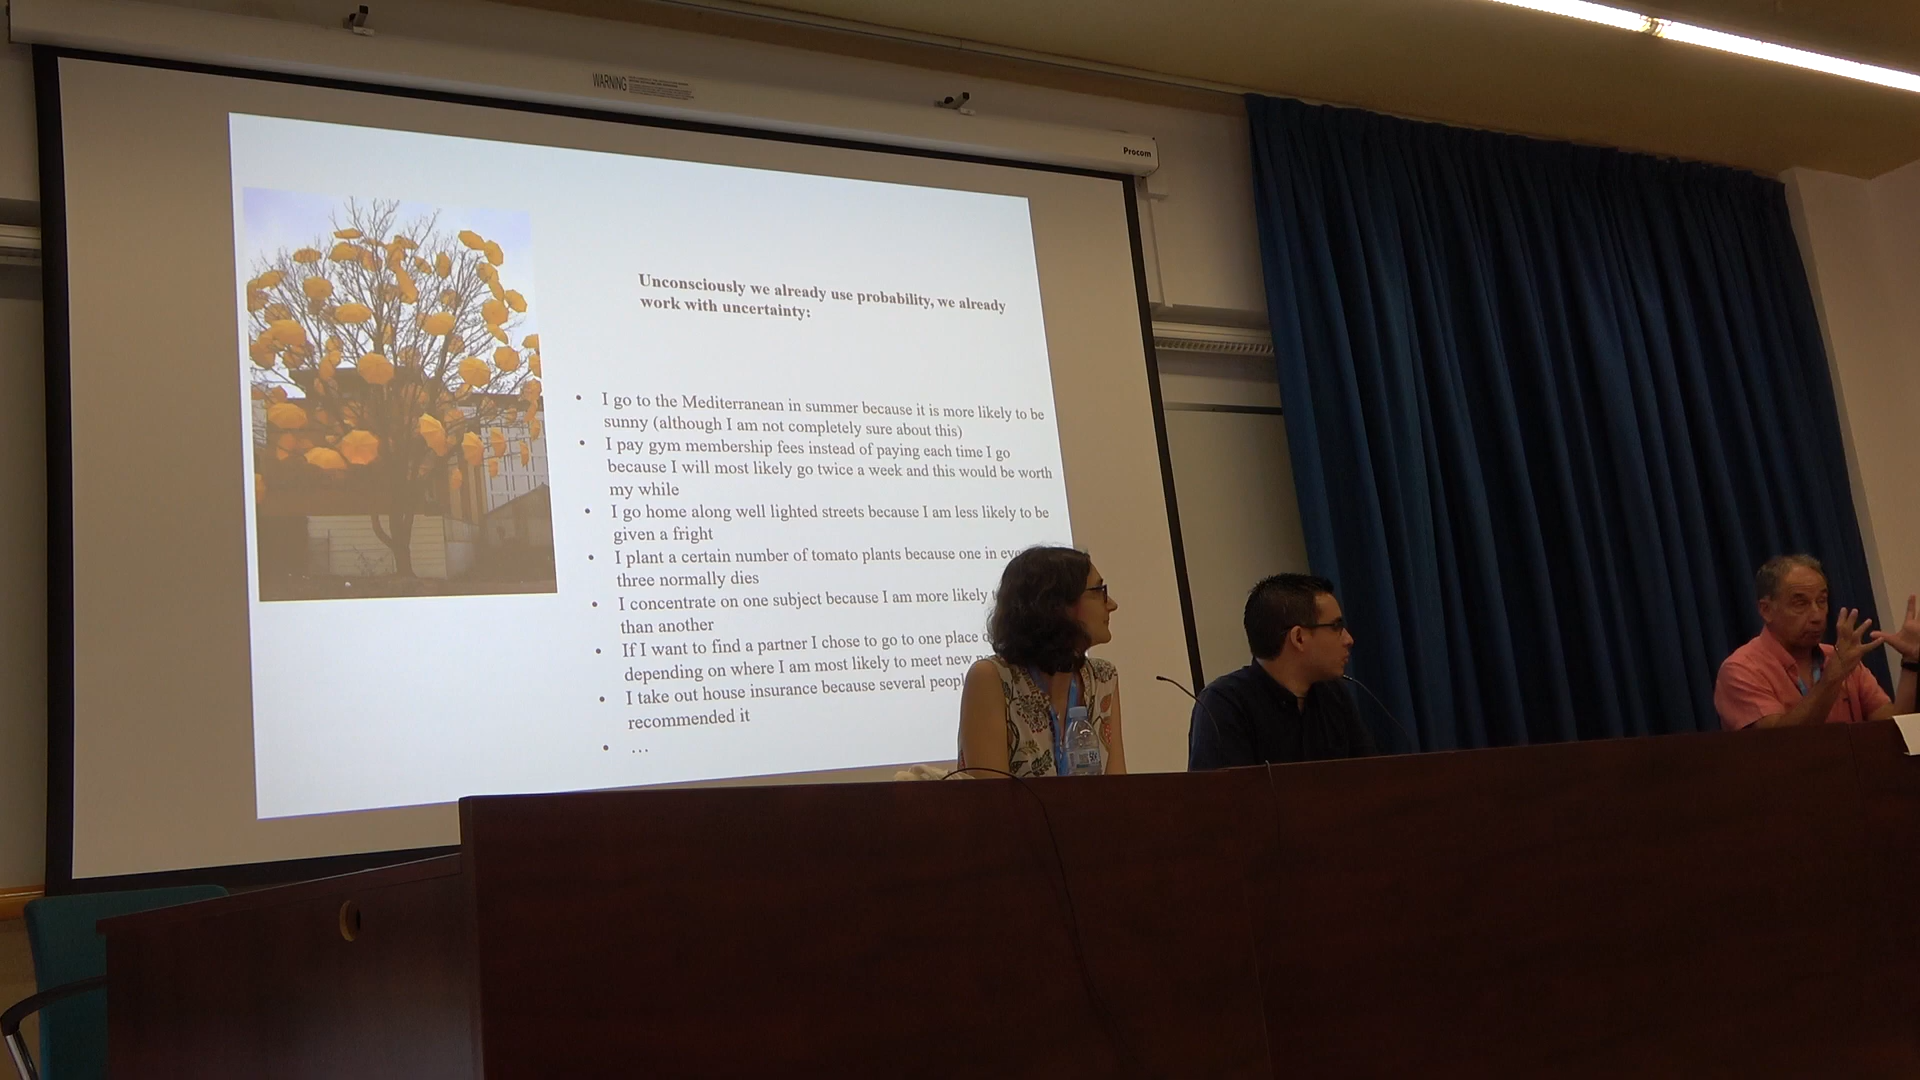 WARNING
Procom
Unconsciously we already use probability, we already
work with uncertainty:
• I go to the Mediterranean in summer because it is more likely to be
sunny (although I am not completely sure about this)
• I pay gym membership fees instead of paying each time I go
because I will most likely go twice a week and this would be worth
my while
• I go home along well lighted streets because I am less likely to be
given a fright
• I plant a certain number of tomato plants because one in
three normally dies
• I concentrate on one subject because I am more likely
than another
• If I want to find a partner I chose to go to one place
depending on where I am most likely to meet new
• I take out house insurance because several
recommended it
• …